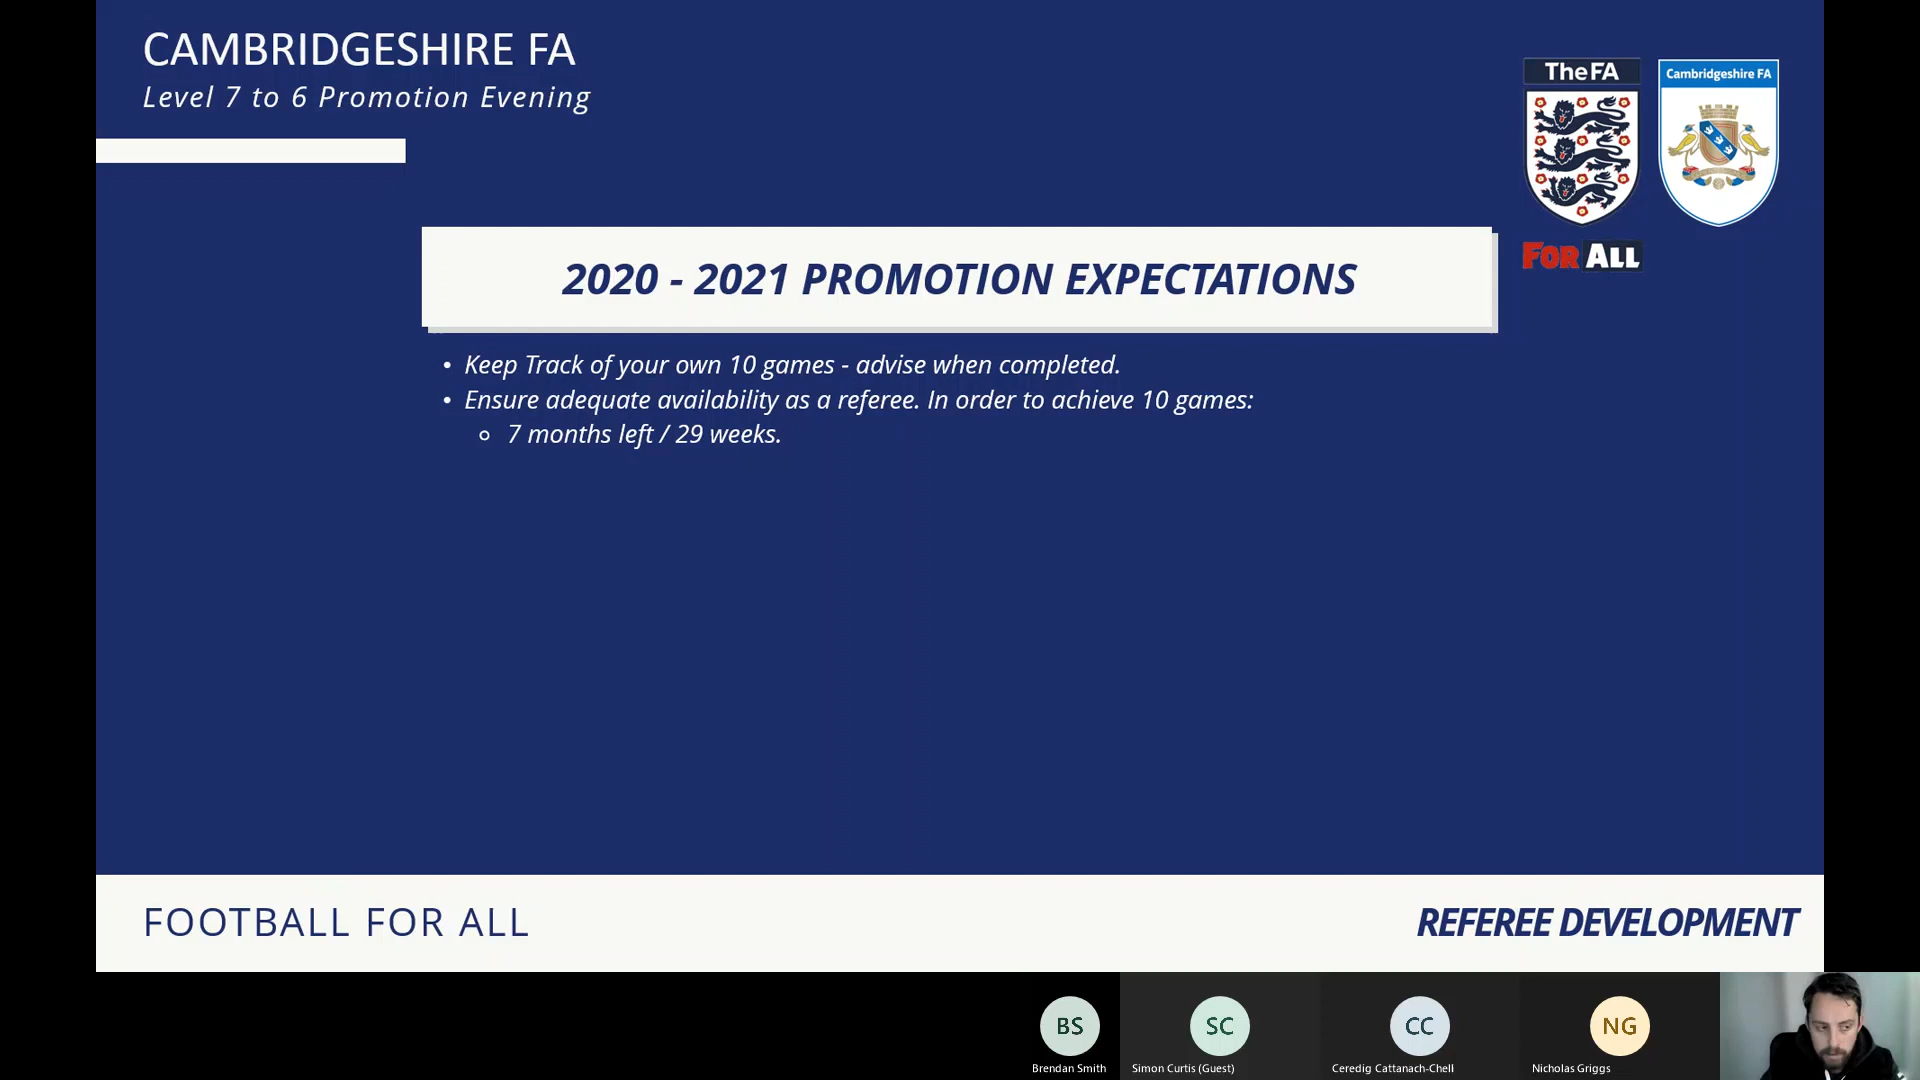 CAMBRIDGESHIRE FA
Level 7 to 6 Promotion Evening
The FA
Cambridgeshire FA
FOR ALL
2020 - 2021 PROMOTION EXPECTATIONS
• Keep Track of your own 10 games - advise when completed.
• Ensure adequate availability as a referee. In order to achieve 10 games:
○ 7 months left / 29 weeks.
FOOTBALL FOR ALL
REFEREE DEVELOPMENT
BS
SC
CC
NG
Brendan Smith
Simon Curtis (Guest)
Ceredig Cattanach-Chell
Nicholas Griggs